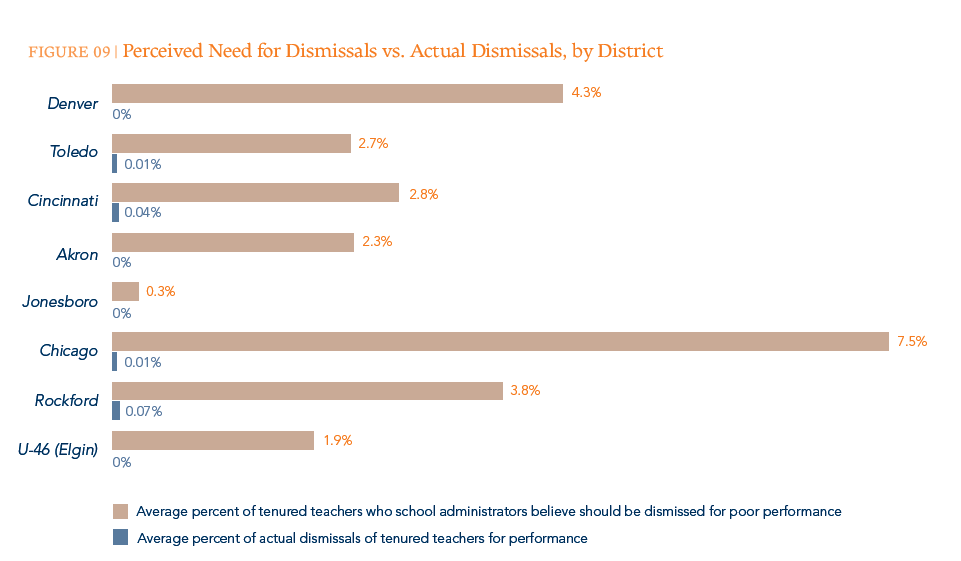 FIGURE 09 | Perceived Need for Dismissals vs. Actual Dismissals, by District
Denver
4.3%
0%
Toledo
2.7%
0.01%
Cincinnati
2.8%
0.04%
Akron
2.3%
0%
Jonesboro
0.3%
0%
Chicago
7.5%
0.01%
Rockford
3.8%
0.07%
U-46 (Elgin)
1.9%
0%
Average percent of tenured teachers who school administrators believe should be dismissed for poor performance
Average percent of actual dismissals of tenured teachers for performance